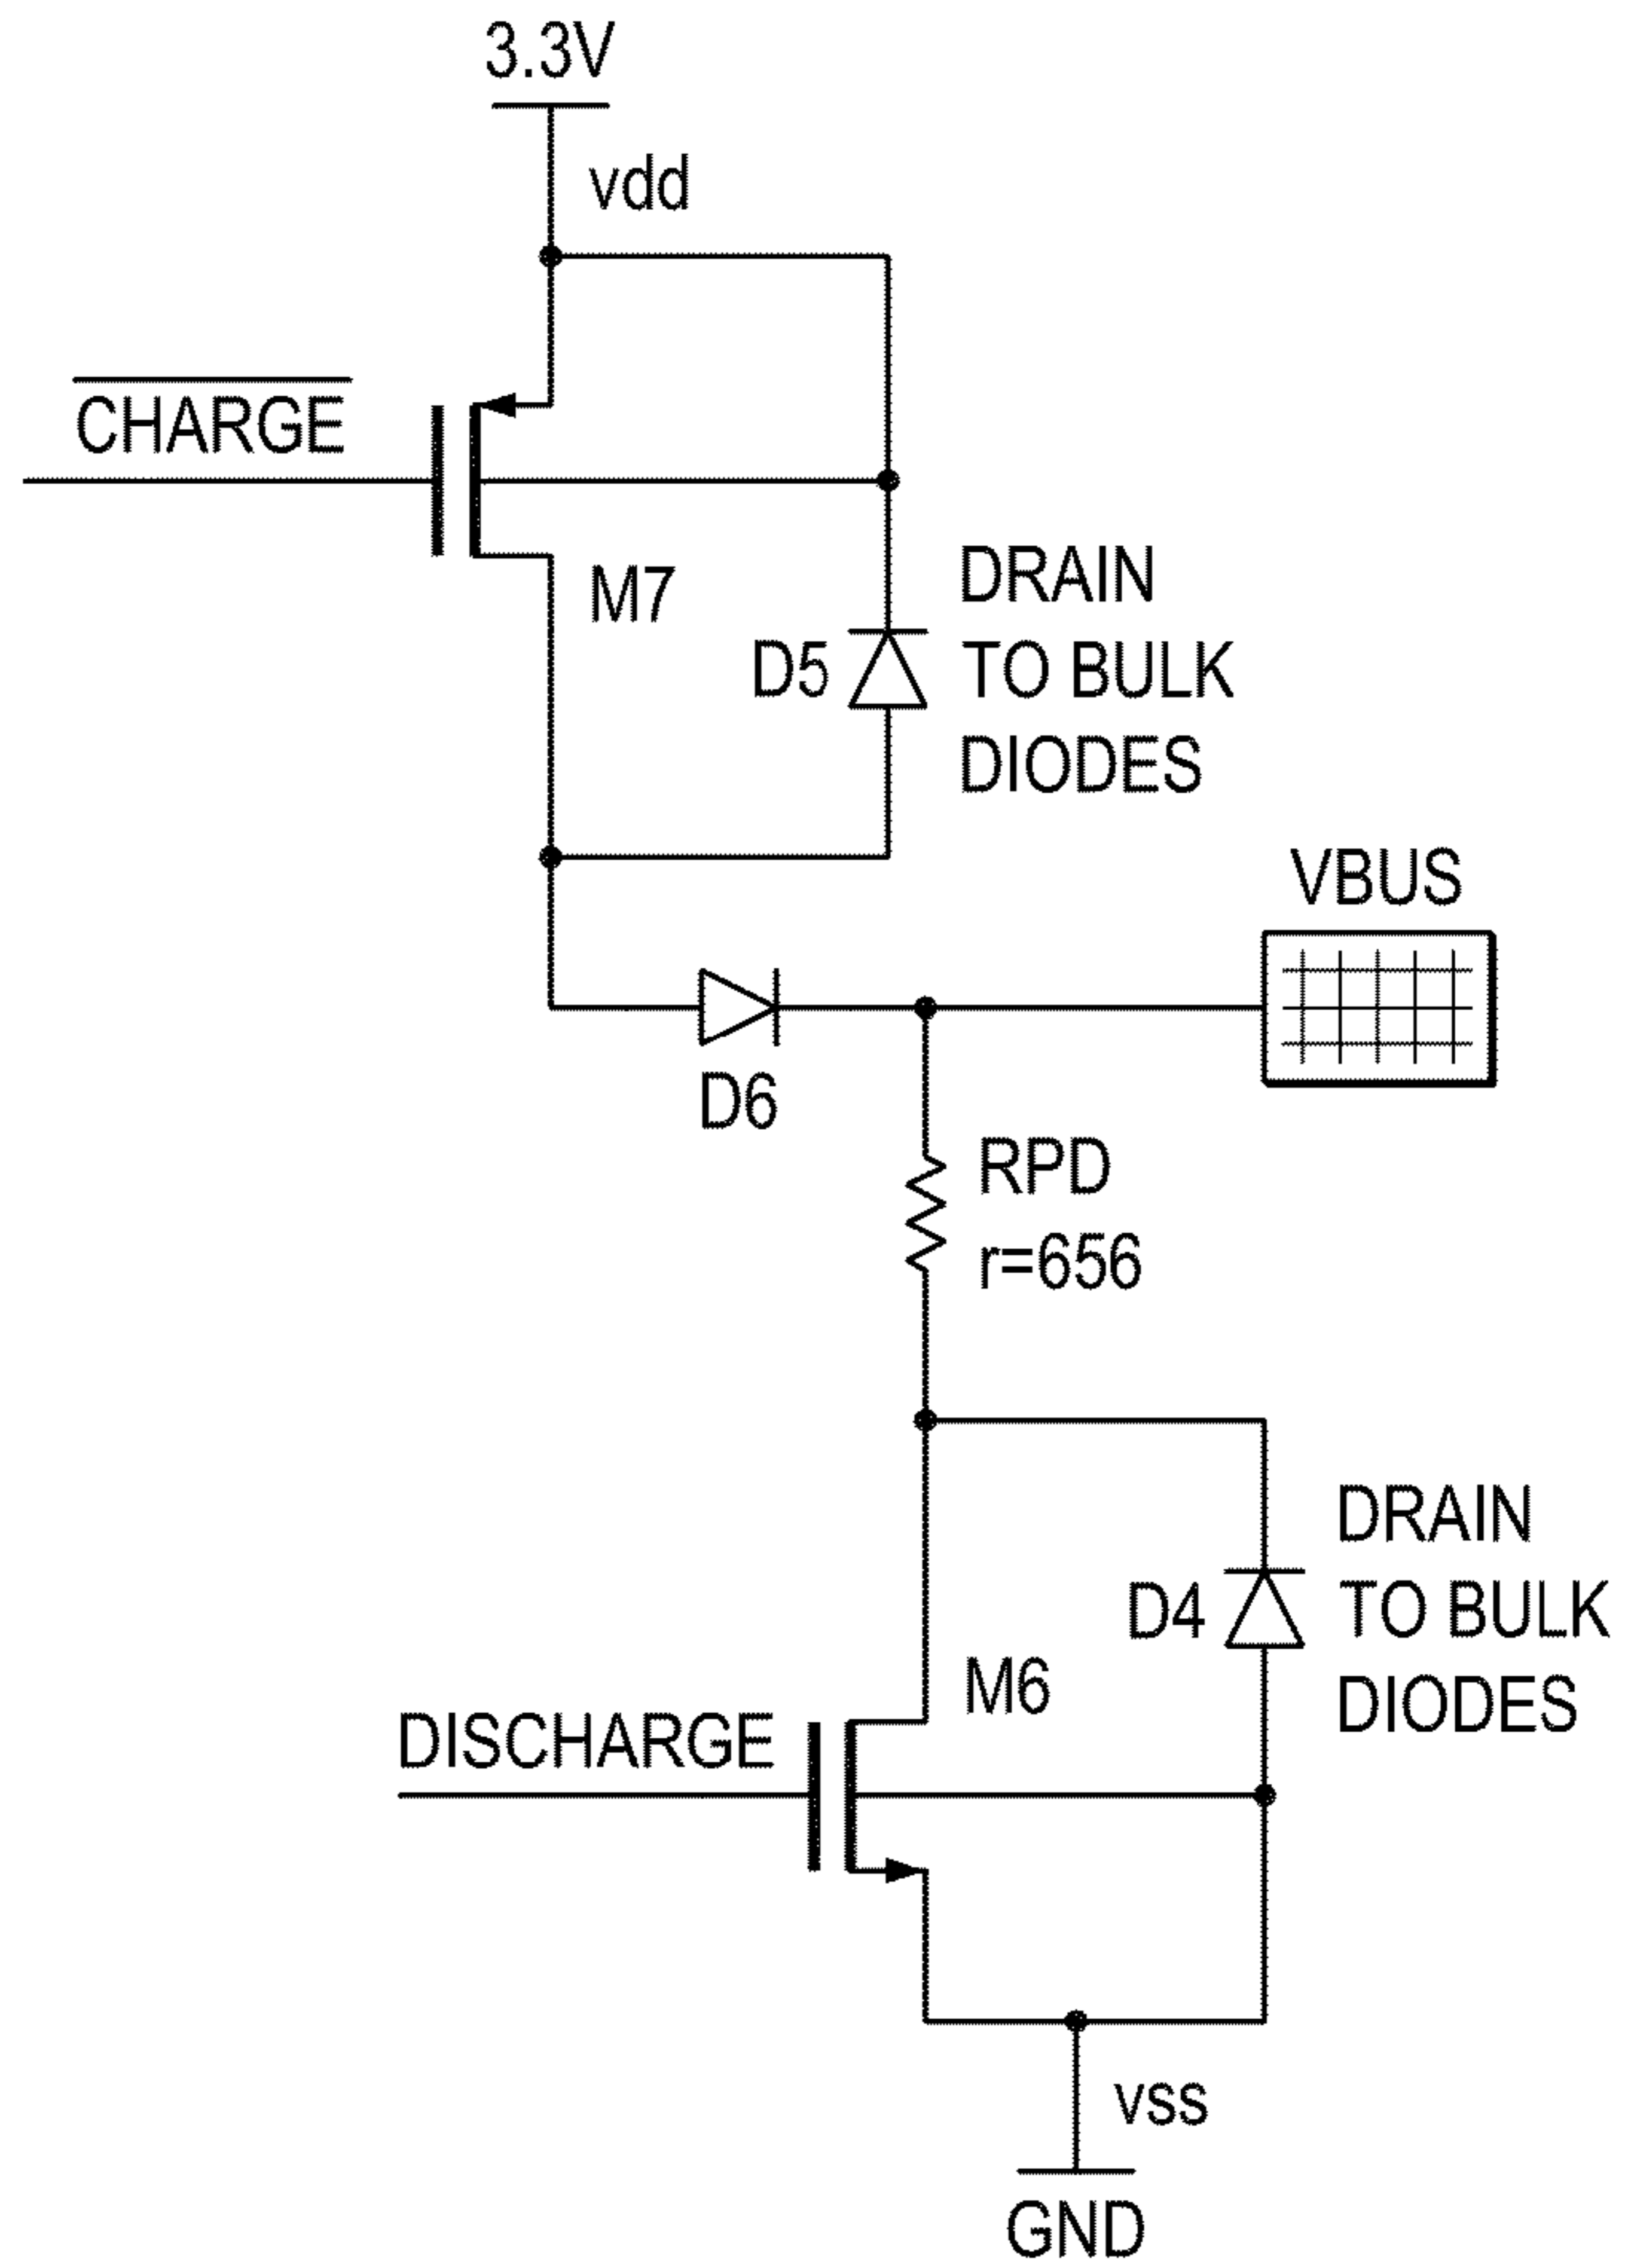 3.3V
vdd
CHARGE
M7
D5
DRAIN
TO BULK
DIODES
VBUS
D6
RPD
r=656
DRAIN
TO BULK
DIODES
D4
M6
DISCHARGE
vss
GND